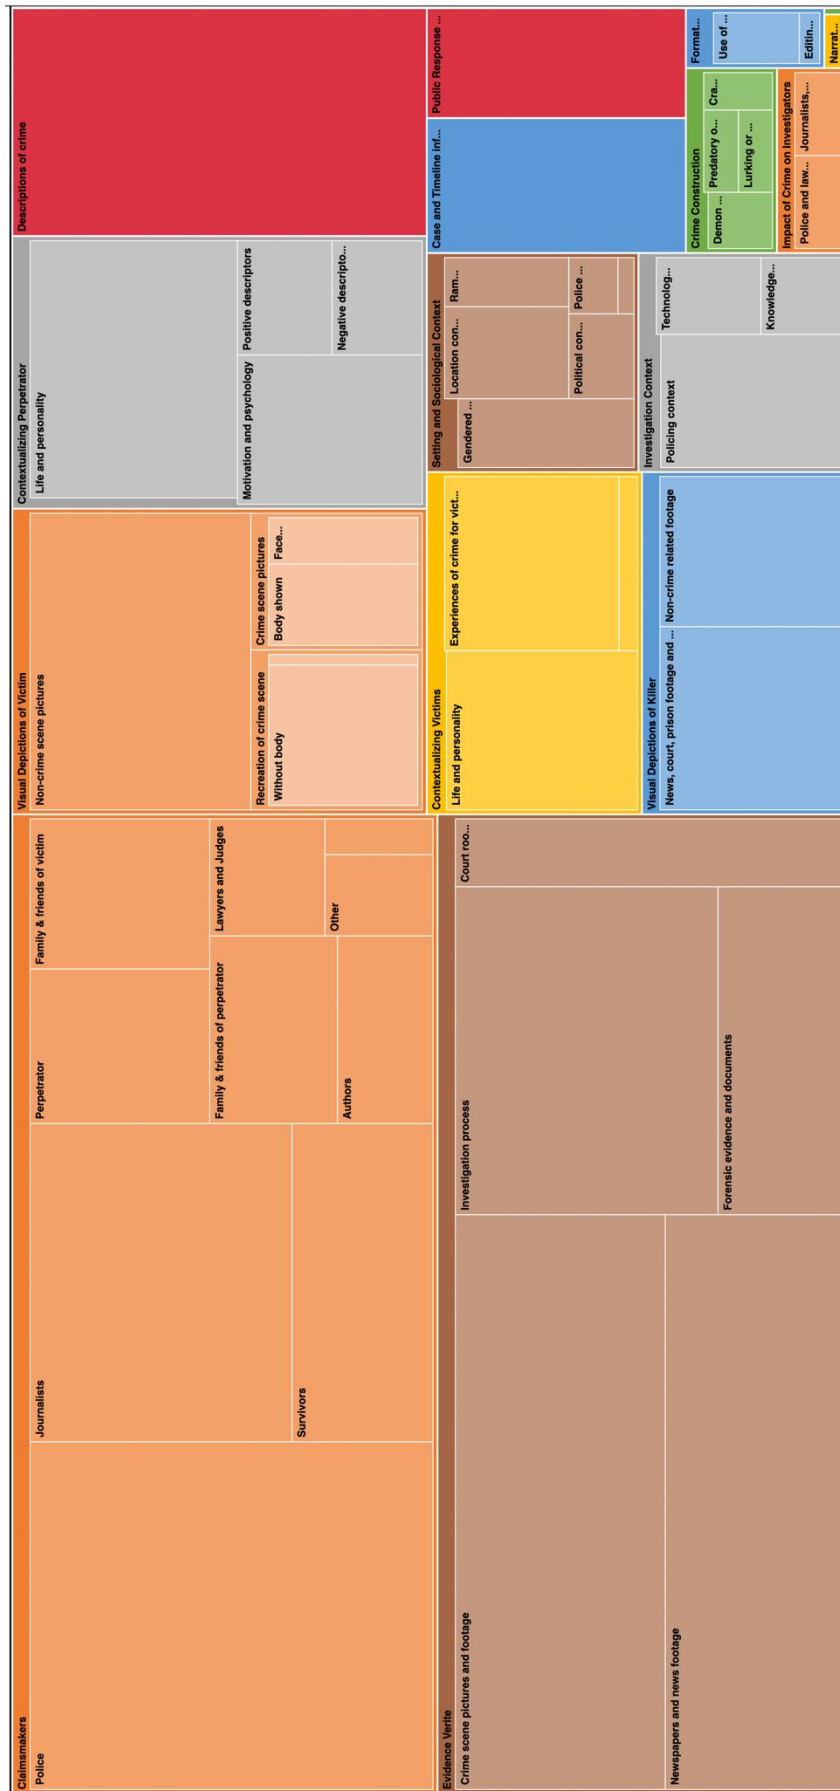 Claimsmakers
Police
Journalists
Survivors
Perpetrator
Family & friends of victim
Family & friends of perpetrator
Authors
Lawyers and Judges
Other
Evidence Verite
Crime scene pictures and footage
Newspapers and news footage
Investigation process
Forensic evidence and documents
Court roo...
Visual Depictions of Victim
Non-crime scene pictures
Recreation of crime scene
Without body
Crime scene pictures
Body shown
Face...
Contextualizing Perpetrator
Life and personality
Motivation and psychology
Positive descriptors
Negative descripto...
Descriptions of crime
Contextualizing Victims
Life and personality
Experiences of crime for vict...
Visual Depictions of Killer
News, court, prison footage and ...
Non-crime related footage
Setting and Sociological Context
Gendered ...
Location con...
Ram...
Political con...
Police ...
Investigation Context
Policing context
Technolog...
Knowledge...
Case and Timeline inf...
Public Response ...
Crime Construction
Demon ...
Predatory o...
Lurking or ...
Cra...
Impact of Crime on Investigators
Police and law...
Journalists,...
Format...
Use of ...
Editin...
Narrat...